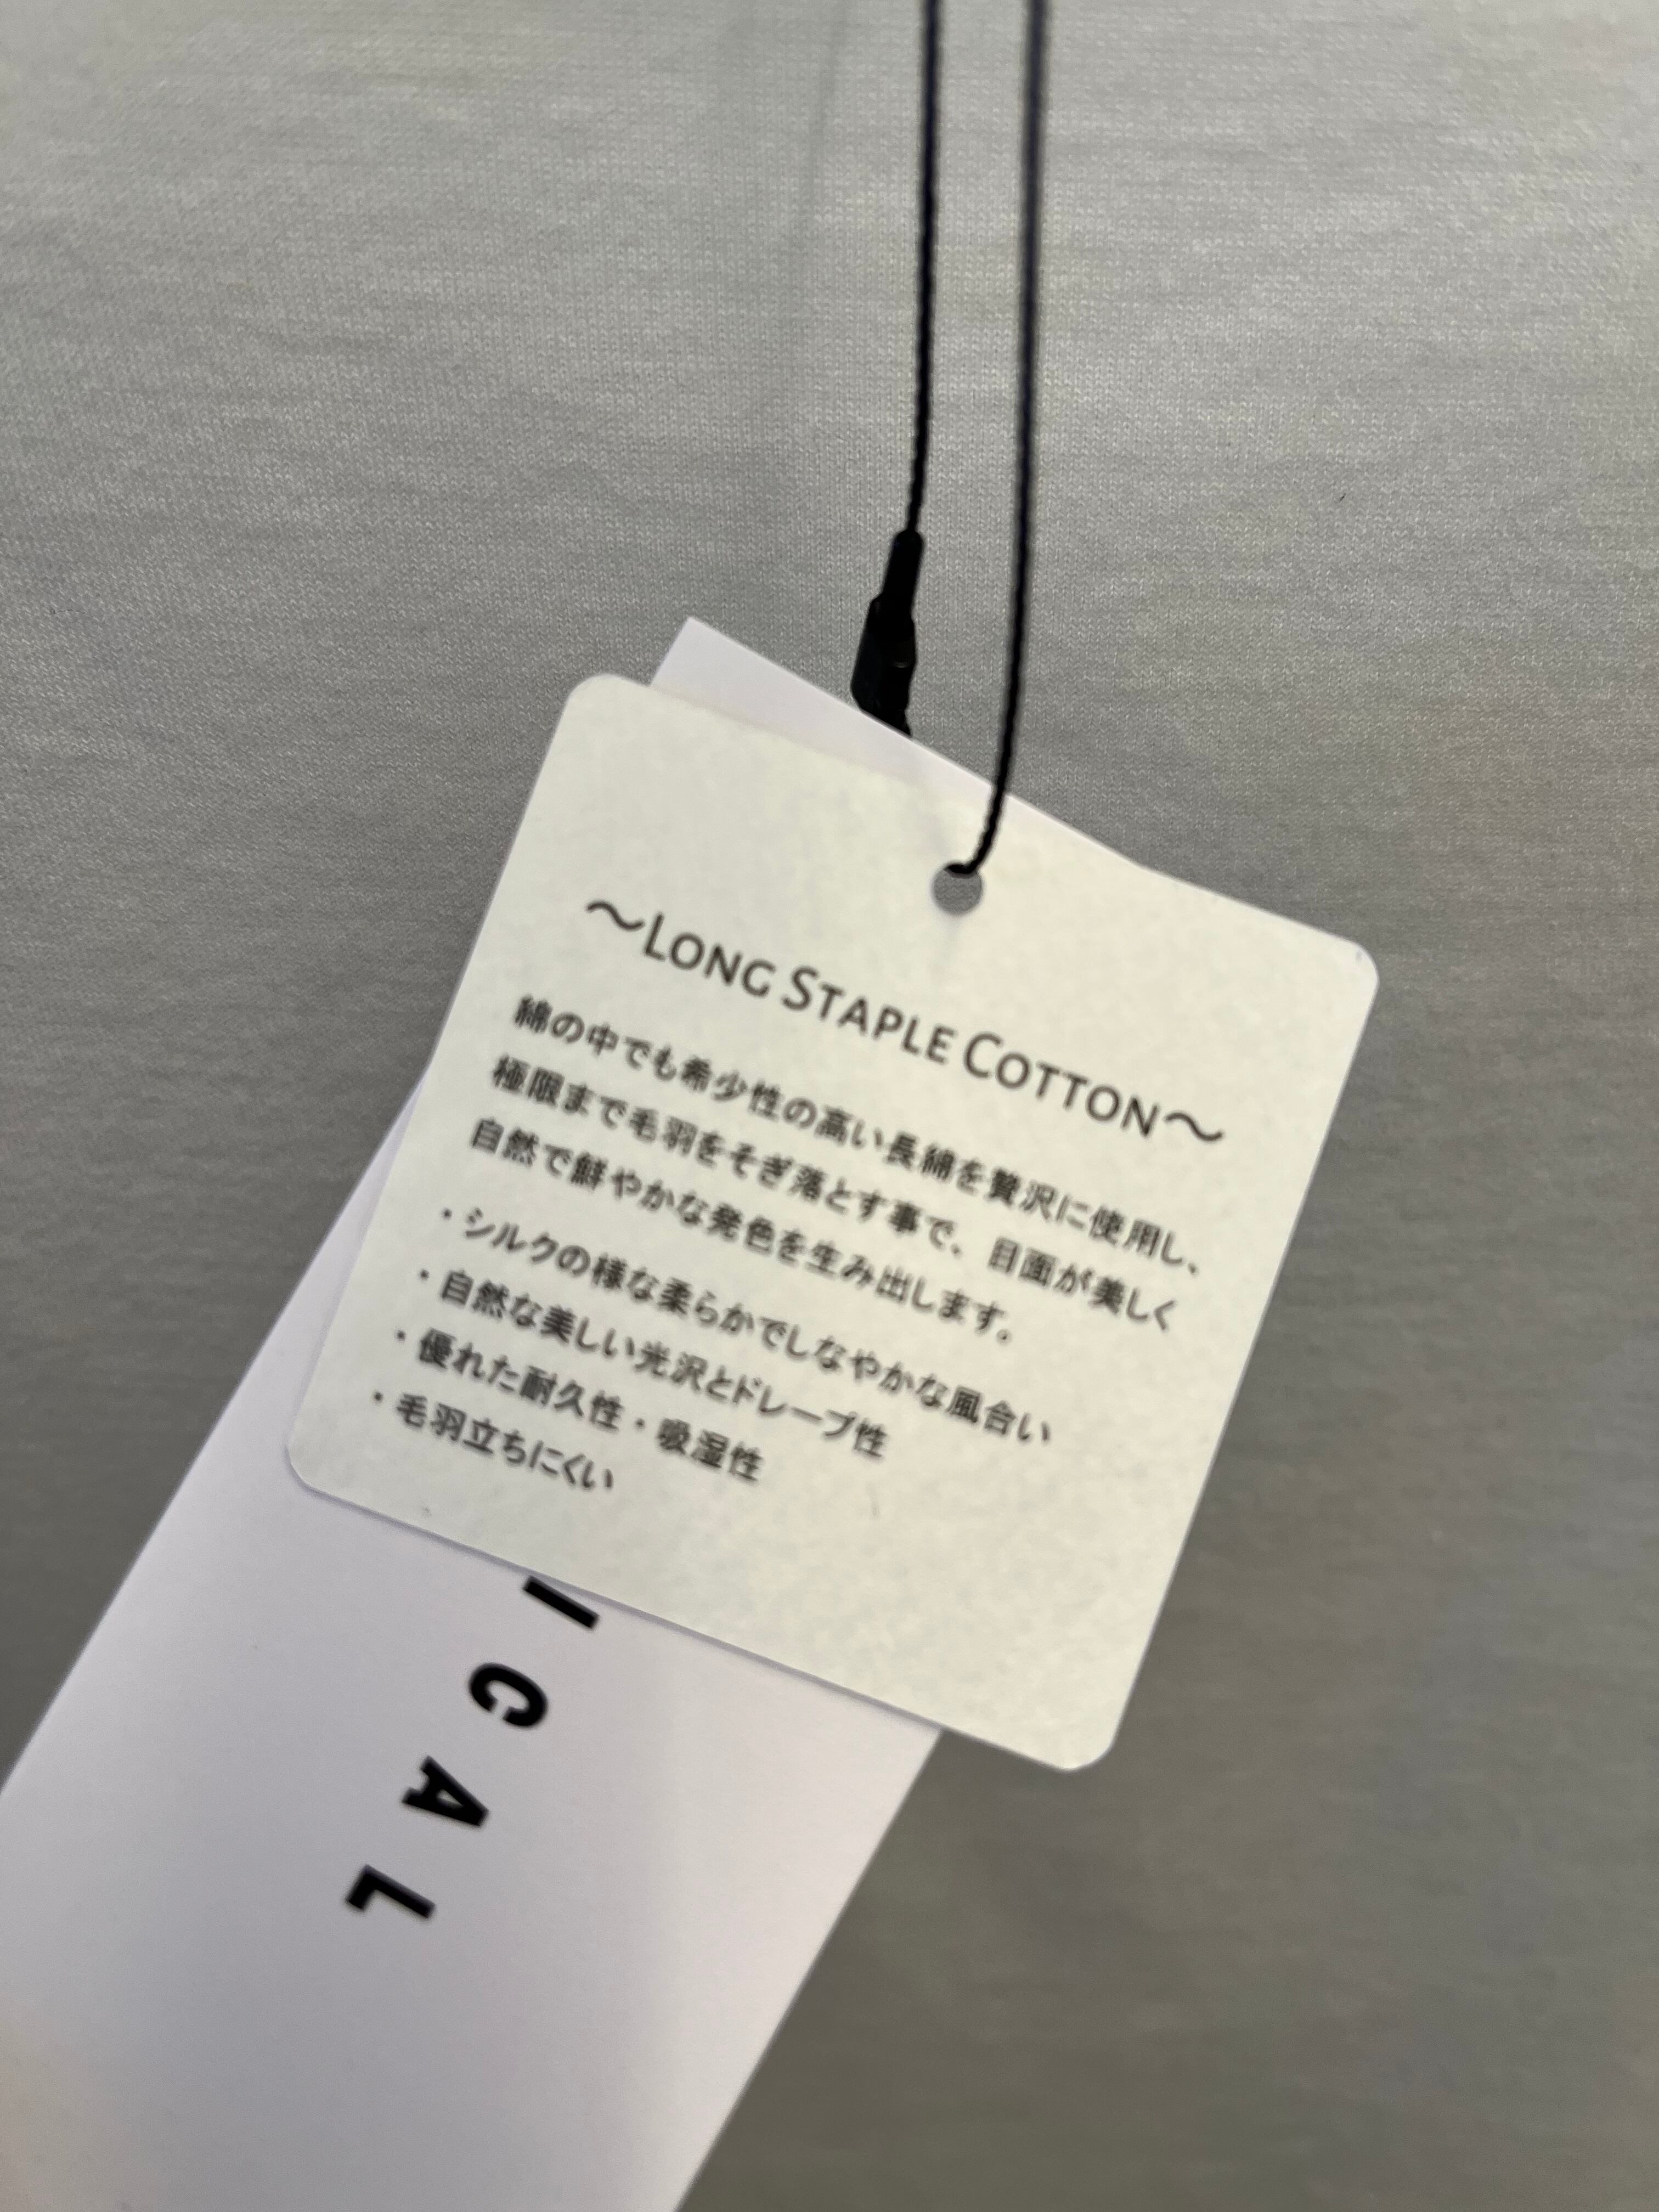 ～LONG STAPLE COTTON～
綿の中でも希少性の高い長綿を贅沢に使用し、
極限まで毛羽をそぎ落とす事で、目面が美しく
自然で鮮やかな発色を生み出します。
・シルクの様な柔らかでしなやかな風合い
・自然な美しい光沢とドレープ性
・優れた耐久性・吸湿性
・毛羽立ちにくい
ICAL